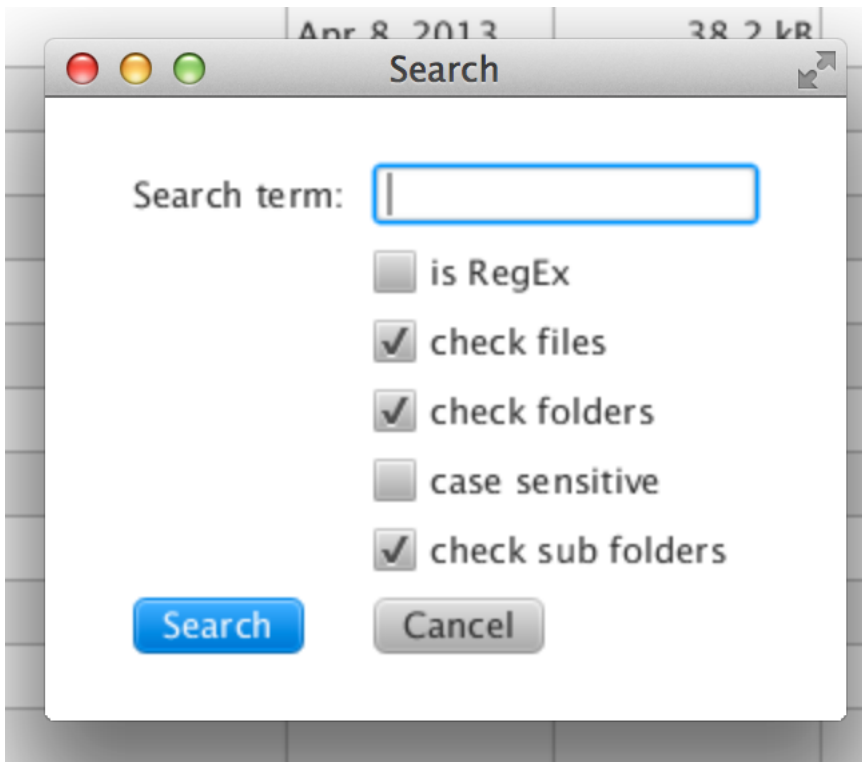 Apr 8, 2013 38.2 kB
Search
Search term:
is RegEx
check files
check folders
case sensitive
check sub folders
Search Cancel